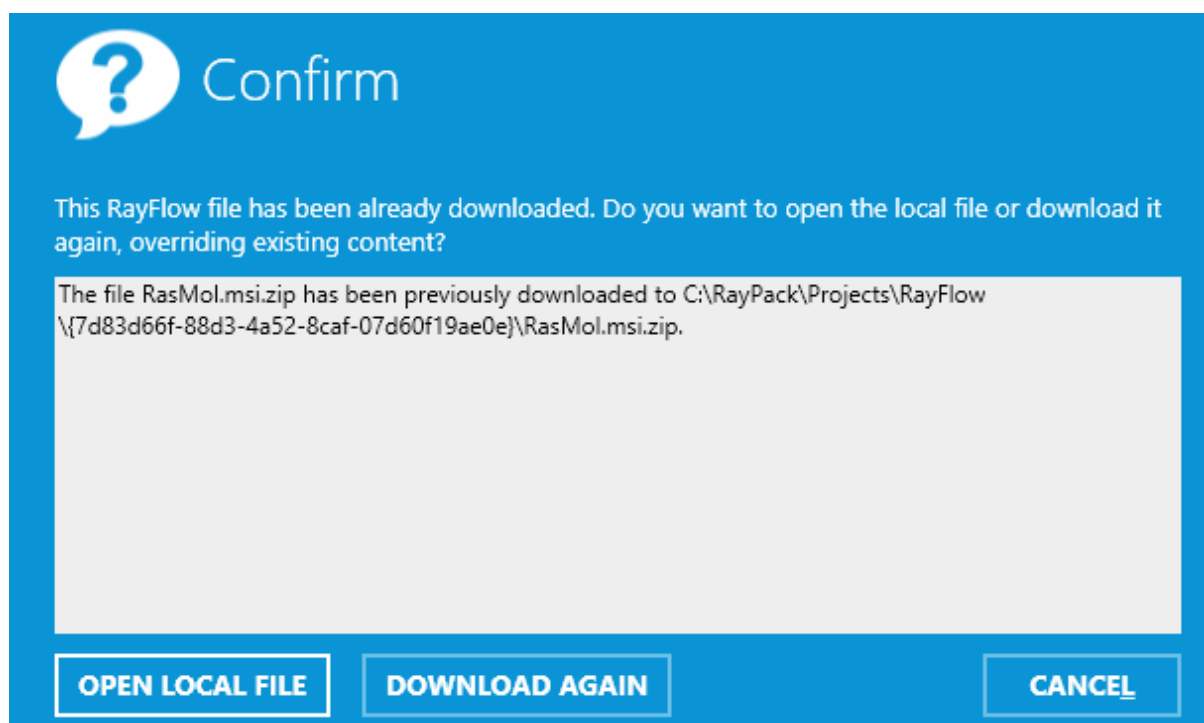 Confirm
This RayFlow file has been already downloaded. Do you want to open the local file or download it
again, overriding existing content?
The file RasMol.msi.zip has been previously downloaded to C:\RayPack\Projects\RayFlow
\{7d83d66f-88d3-4a52-8caf-07d60f19ae0e}\RasMol.msi.zip.
OPEN LOCAL FILE DOWNLOAD AGAIN CANCEL